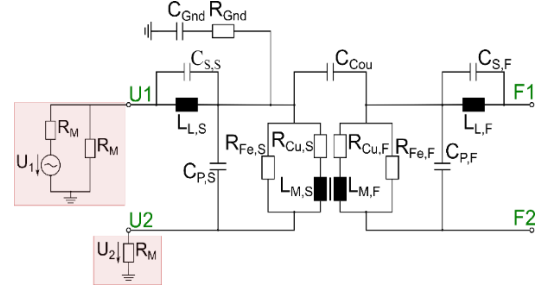 C_Gnd R_Gnd
C_S,S C_Cou C_S,F
U1 F1
L_L,S L_L,F
R_M R_M
R_Fe,S R_Cu,S R_Cu,F R_Fe,F
U_1 C_P,S C_P,F
L_M,S L_M,F
U2 F2
U_2 R_M